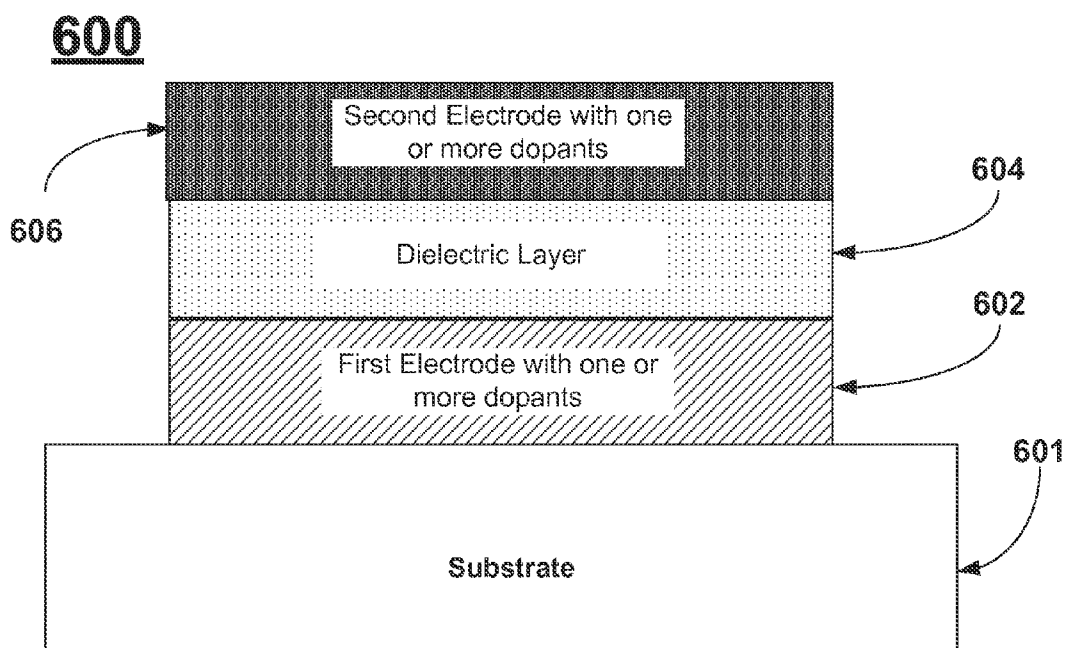 600
Second Electrode with one
or more dopants
604
606
Dielectric Layer
602
First Electrode with one or
more dopants
601
Substrate